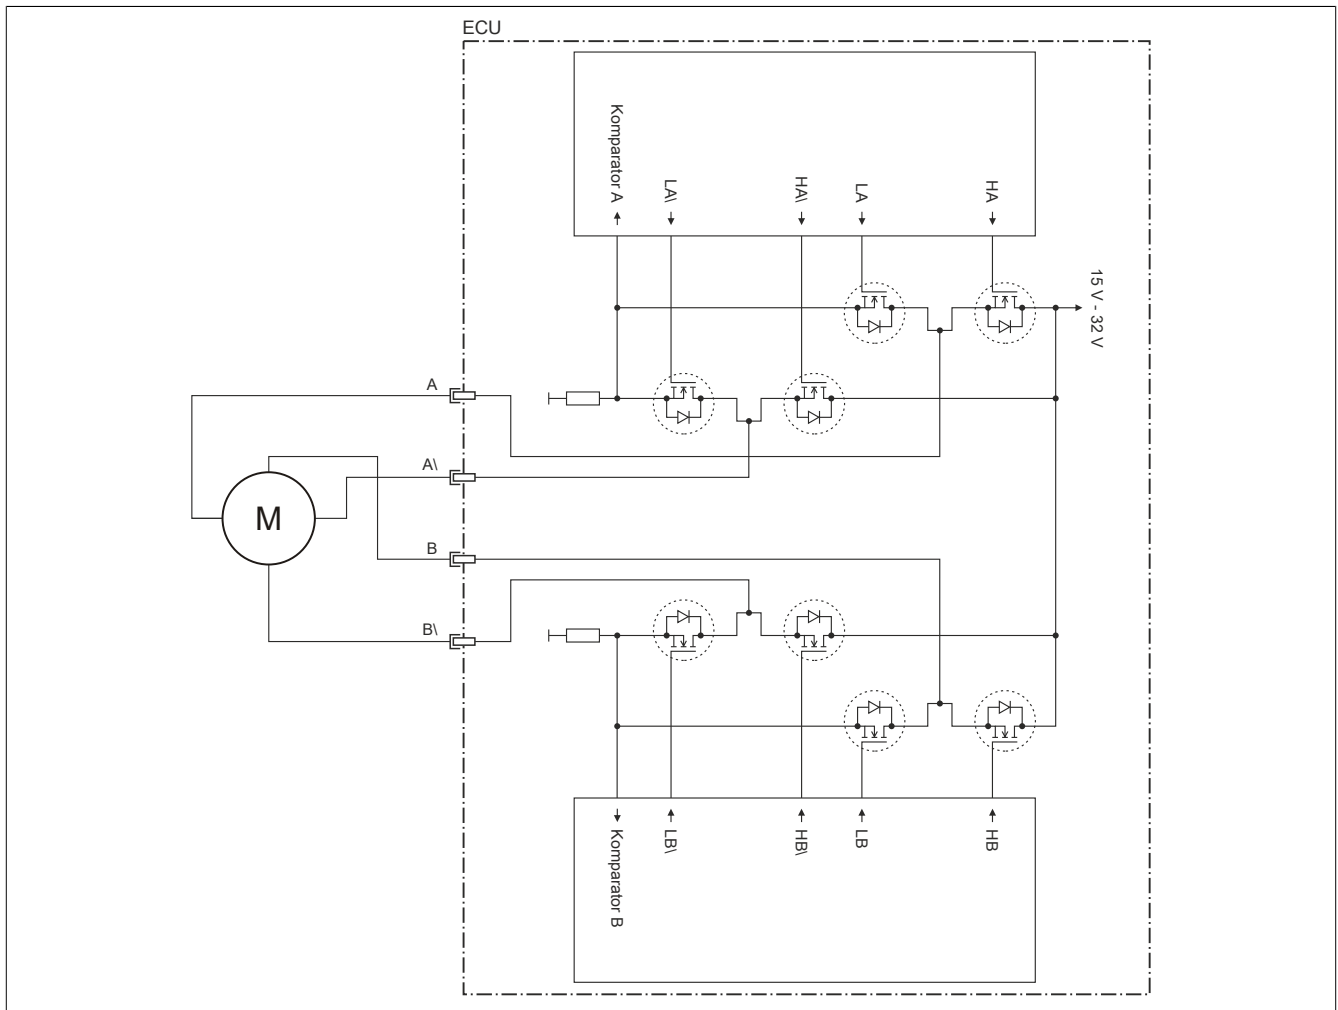 ECU
Komparator A
LA\
HA\
LA
HA
15 V - 32 V
A
A\
M
B
B\
Komparator B
LB\
HB\
LB
HB